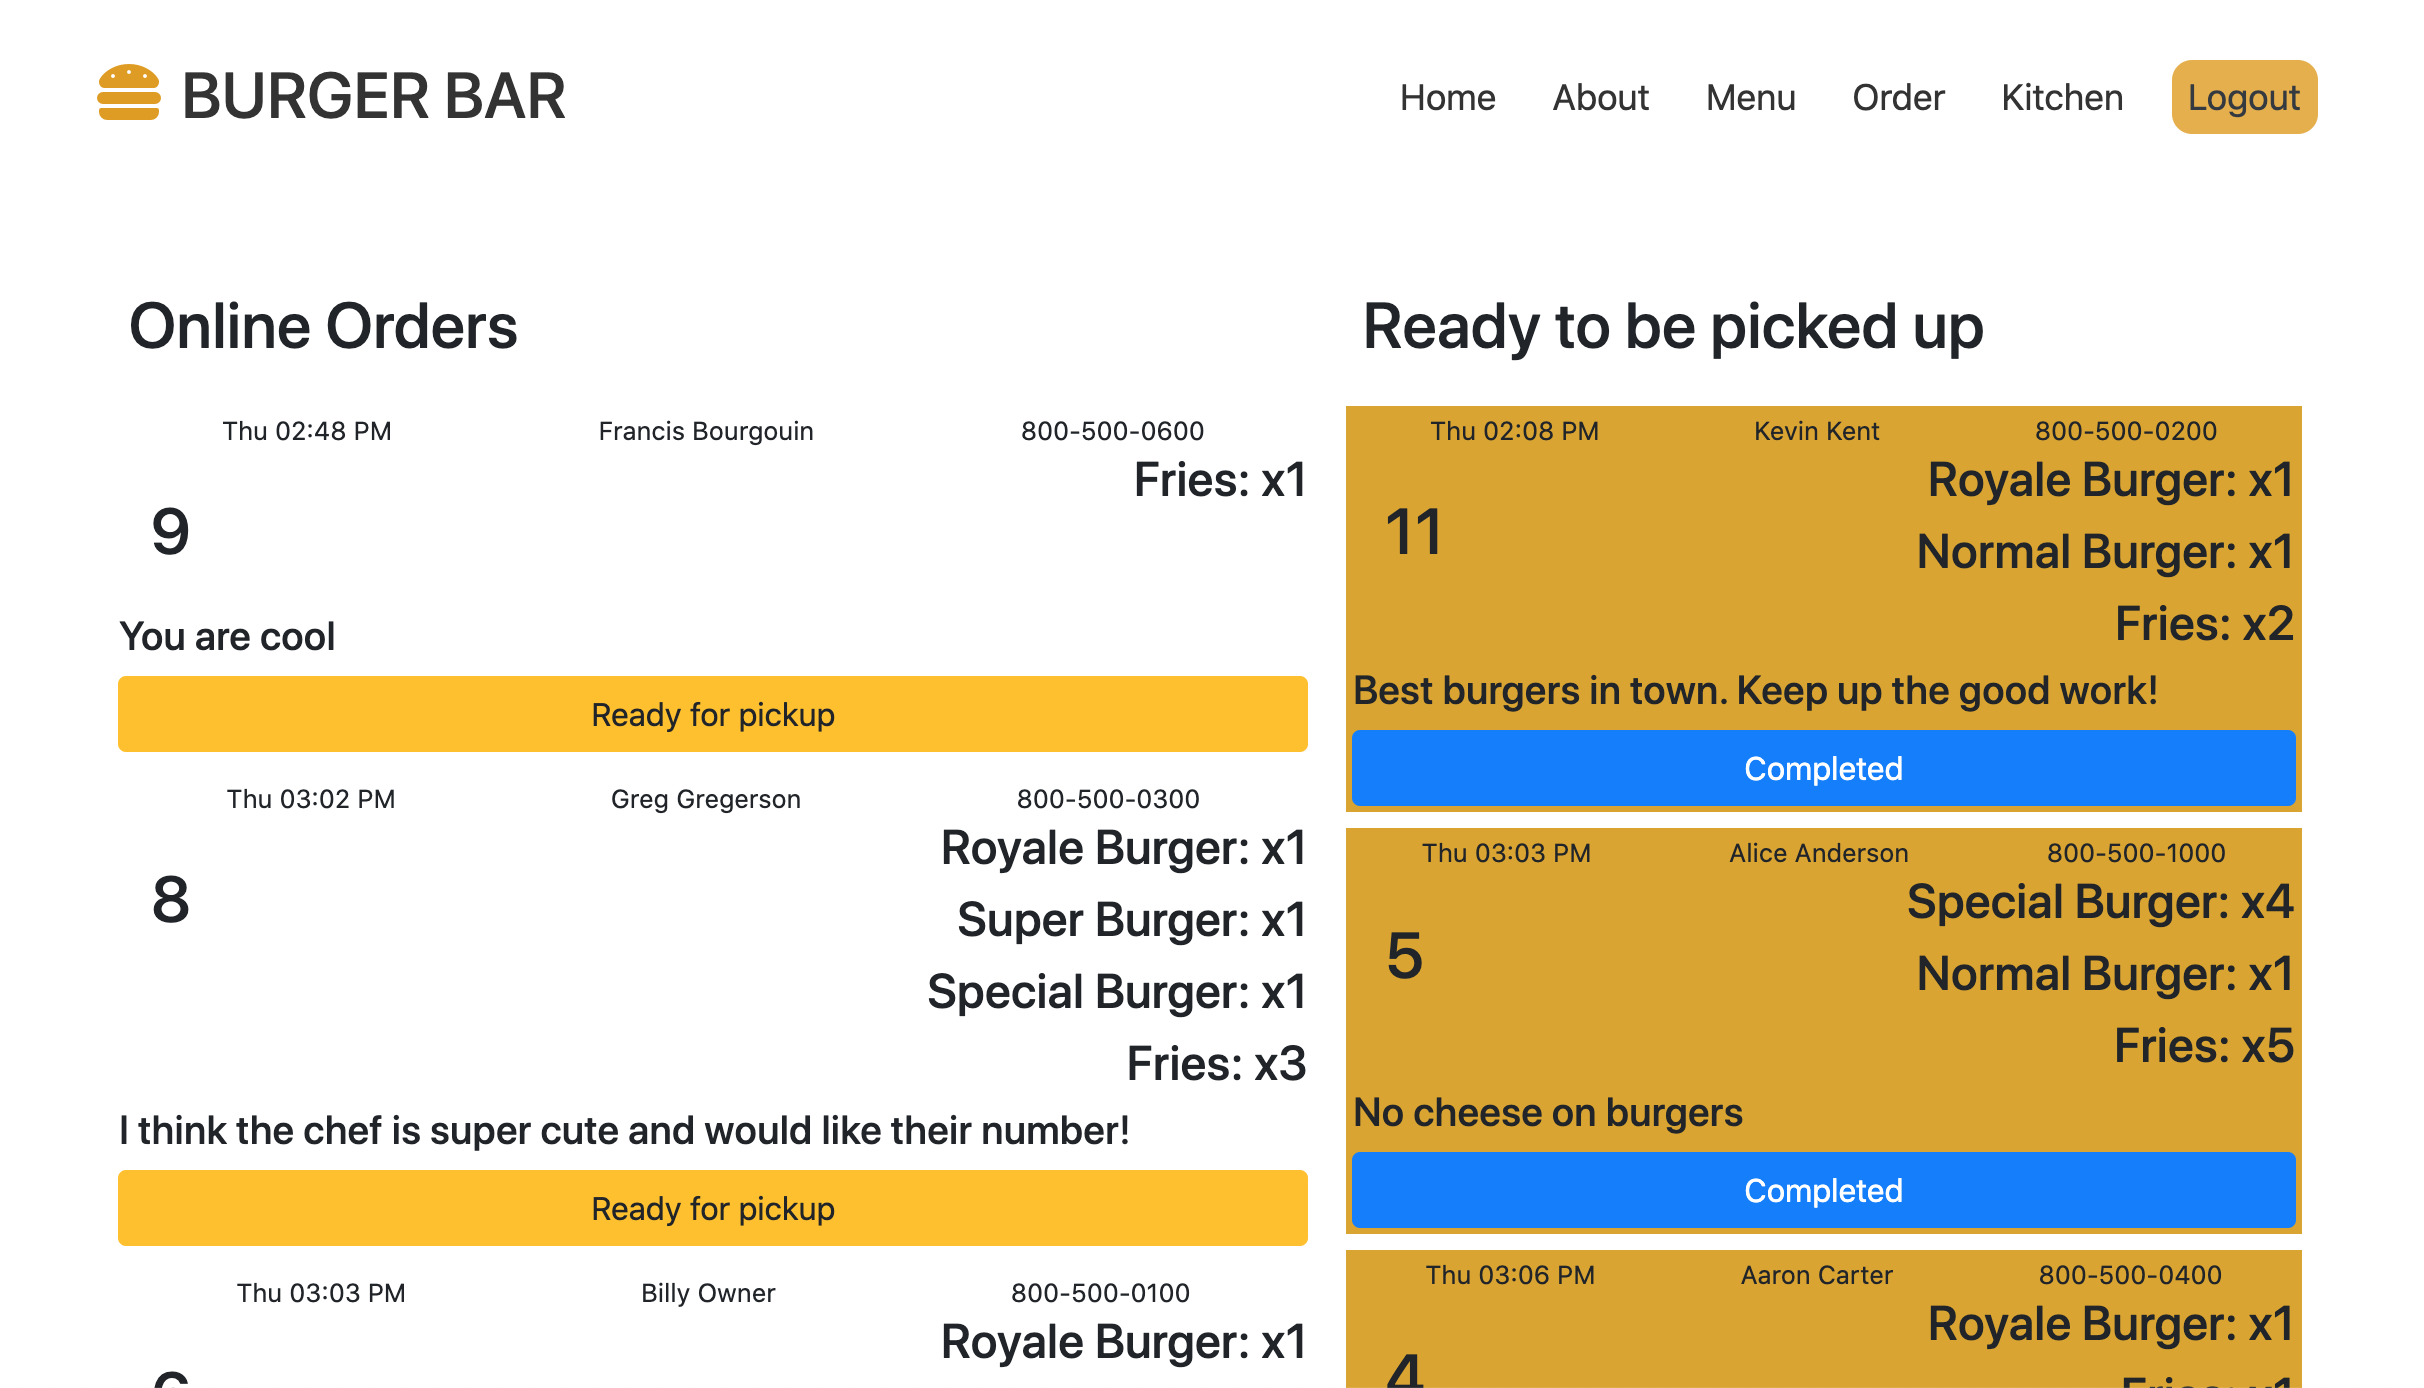 BURGER BAR
Home About Menu Order Kitchen Logout
Online Orders
Thu 02:48 PM Francis Bourgouin 800-500-0600
Fries: x1
9
You are cool
Ready for pickup
Thu 03:02 PM Greg Gregerson 800-500-0300
Royale Burger: x1
8
Super Burger: x1
Special Burger: x1
Fries: x3
I think the chef is super cute and would like their number!
Ready for pickup
Thu 03:03 PM Billy Owner 800-500-0100
Royale Burger: x1
Ready to be picked up
Thu 02:08 PM Kevin Kent 800-500-0200
Royale Burger: x1
11
Normal Burger: x1
Fries: x2
Best burgers in town. Keep up the good work!
Completed
Thu 03:03 PM Alice Anderson 800-500-1000
Special Burger: x4
5
Normal Burger: x1
Fries: x5
No cheese on burgers
Completed
Thu 03:06 PM Aaron Carter 800-500-0400
Royale Burger: x1
4
Fries: x1